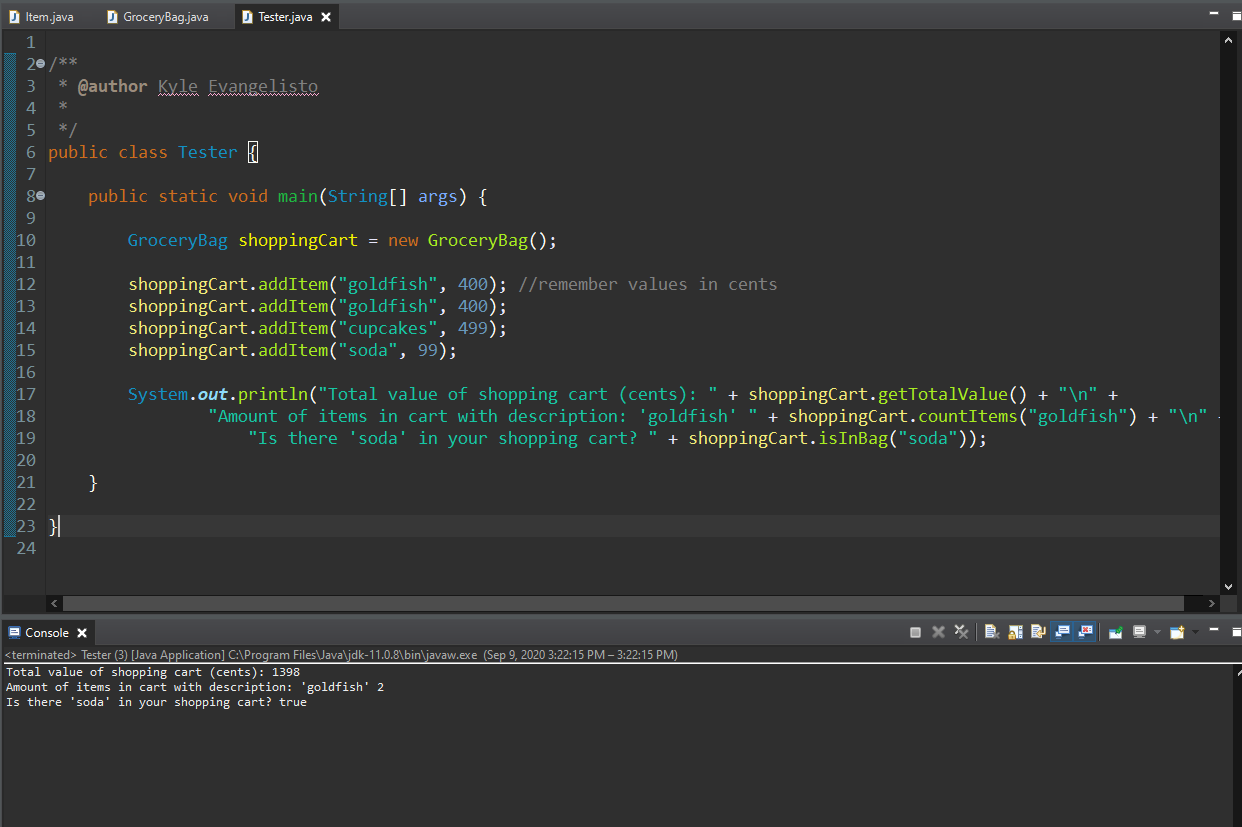 Item.java GroceryBag.java Tester.java
1
2 /**
3 * @author Kyle Evangelisto
4 *
5 */
6 public class Tester {
7
8 public static void main(String[] args) {
9
10 GroceryBag shoppingCart = new GroceryBag();
11
12 shoppingCart.addItem("goldfish", 400); //remember values in cents
13 shoppingCart.addItem("goldfish", 400);
14 shoppingCart.addItem("cupcakes", 499);
15 shoppingCart.addItem("soda", 99);
16
17 System.out.println("Total value of shopping cart (cents): " + shoppingCart.getTotalValue() + "\n" +
18 "Amount of items in cart with description: 'goldfish' " + shoppingCart.countItems("goldfish") + "\n"
19 "Is there 'soda' in your shopping cart? " + shoppingCart.isInBag("soda"));
20
21 }
22
23 }
24
Console
<terminated> Tester (3) [Java Application] C:\Program Files\Java\jdk-11.0.8\bin\javaw.exe (Sep 9, 2020 3:22:15 PM – 3:22:15 PM)
Total value of shopping cart (cents): 1398
Amount of items in cart with description: 'goldfish' 2
Is there 'soda' in your shopping cart? true